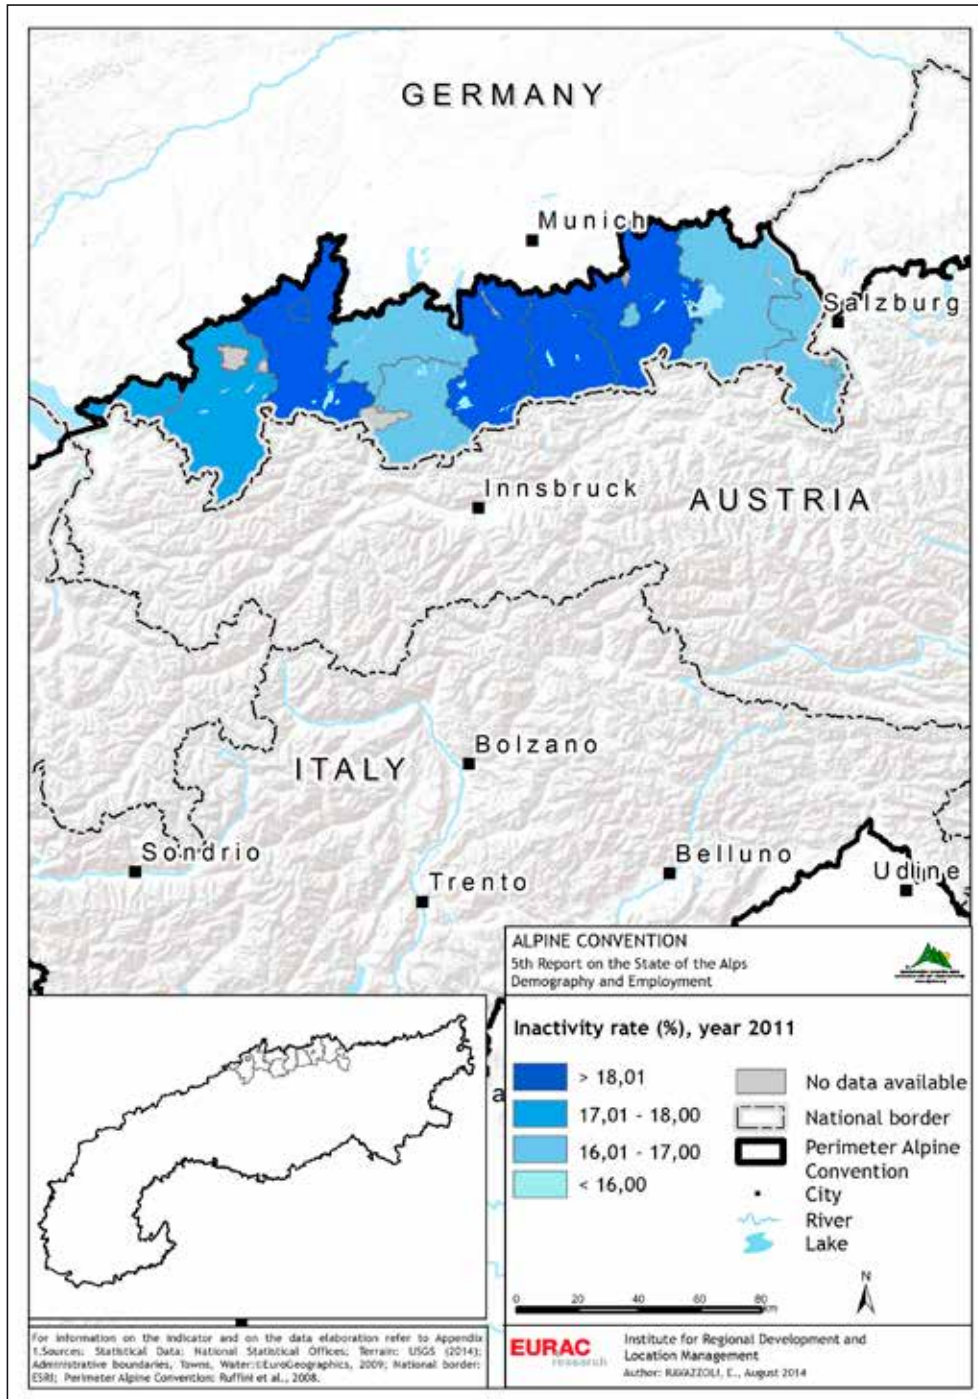 GERMANY
Munich
Salzburg
Innsbruck
AUSTRIA
Bolzano
ITALY
Sondrio
Belluno
Trento
Udine
ALPINE CONVENTION
5th Report on the State of the Alps
Demography and Employment
Inactivity rate (%), year 2011
> 18,01
17,01 - 18,00
16,01 - 17,00
< 16,00
No data available
National border
Perimeter Alpine
Convention
City
River
Lake
a
N
0 20 40 60 80
km
For information on the indicator and on the data elaboration refer to Appendix
1.Sources: Statistical Data: National Statistical Offices; Terrain: USGS (2014);
Administrative boundaries, Towns, Water:©EuroGeographics, 2009; National border:
ESRI; Perimeter Alpine Convention: Ruffini et al., 2008.
EURAC
research
Institute for Regional Development and
Location Management
Author: RAVAZZOLI, E., August 2014